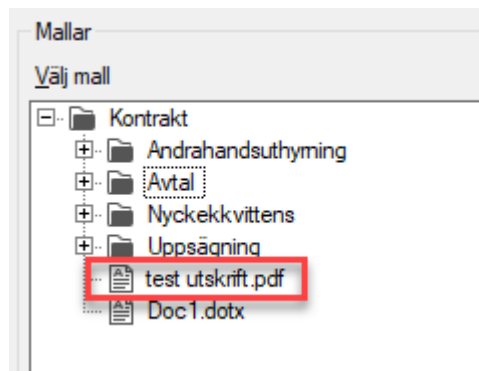 Mallar
Välj mall
Kontrakt
Andrahandsuthyrning
Avtal
Nyckekkvittens
Uppsägning
test utskrift.pdf
Doc1.dotx